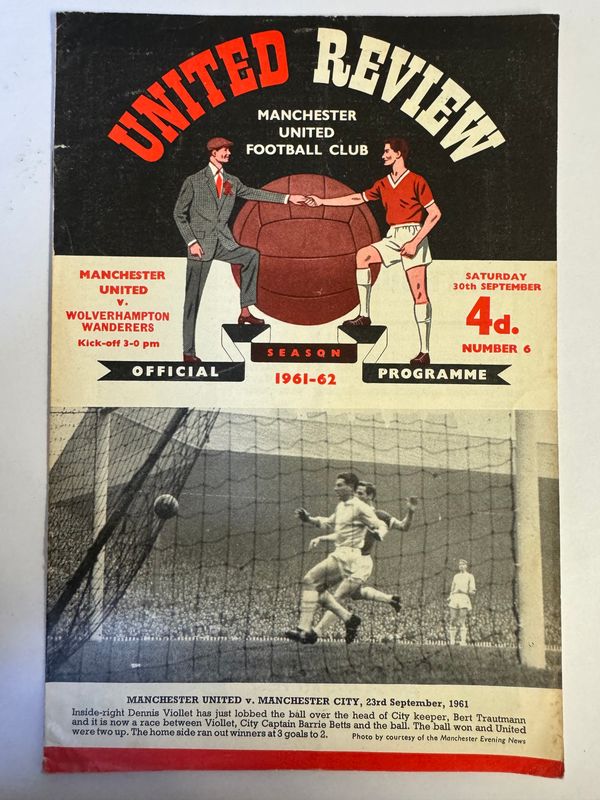 UNITED REVIEW
MANCHESTER
UNITED
FOOTBALL CLUB
MANCHESTER
UNITED
v.
WOLVERHAMPTON
WANDERERS
Kick-off 3-0 pm
SATURDAY
30th SEPTEMBER
4d.
NUMBER 6
OFFICIAL
SEASON
1961-62
PROGRAMME
MANCHESTER UNITED v. MANCHESTER CITY, 23rd September, 1961
Inside-right Dennis Viollet has just lobbed the ball over the head of City keeper, Bert Trautmann
and it is now a race between Viollet, City Captain Barrie Betts and the ball. The ball won and United
were two up. The home side ran out winners at 3 goals to 2.
Photo by courtesy of the Manchester Evening News